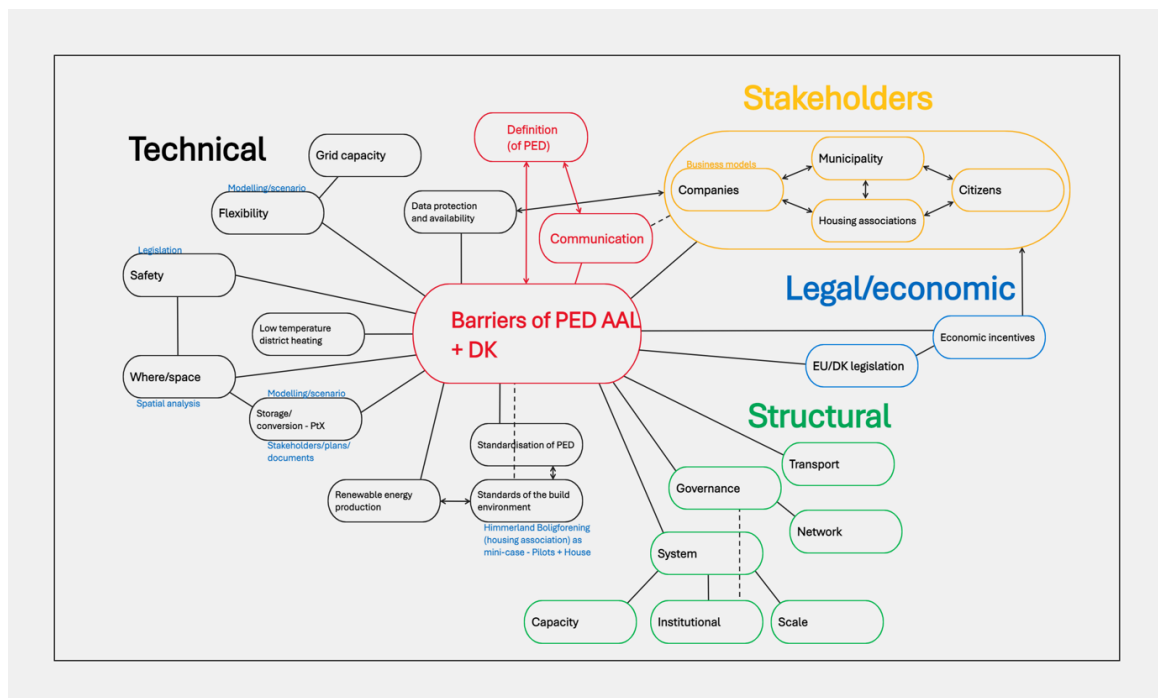 Stakeholders
Technical
Definition
(of PED)
Grid capacity
Business models
Municipality
Companies
Citizens
Housing associations
Modelling/scenario
Flexibility
Data protection
and availability
Communication
Legislation
Safety
Legal/economic
Barriers of PED AAL
+ DK
Low temperature
district heating
Economic incentives
EU/DK legislation
Where/space
Spatial analysis
Modelling/scenario
Storage/
conversion - PtX
Stakeholders/plans/
documents
Structural
Standardisation of PED
Transport
Renewable energy
production
Standards of the build
environment
Himmerland Boligforening
(housing association) as
mini-case - Pilots + House
Governance
Network
System
Capacity
Institutional
Scale